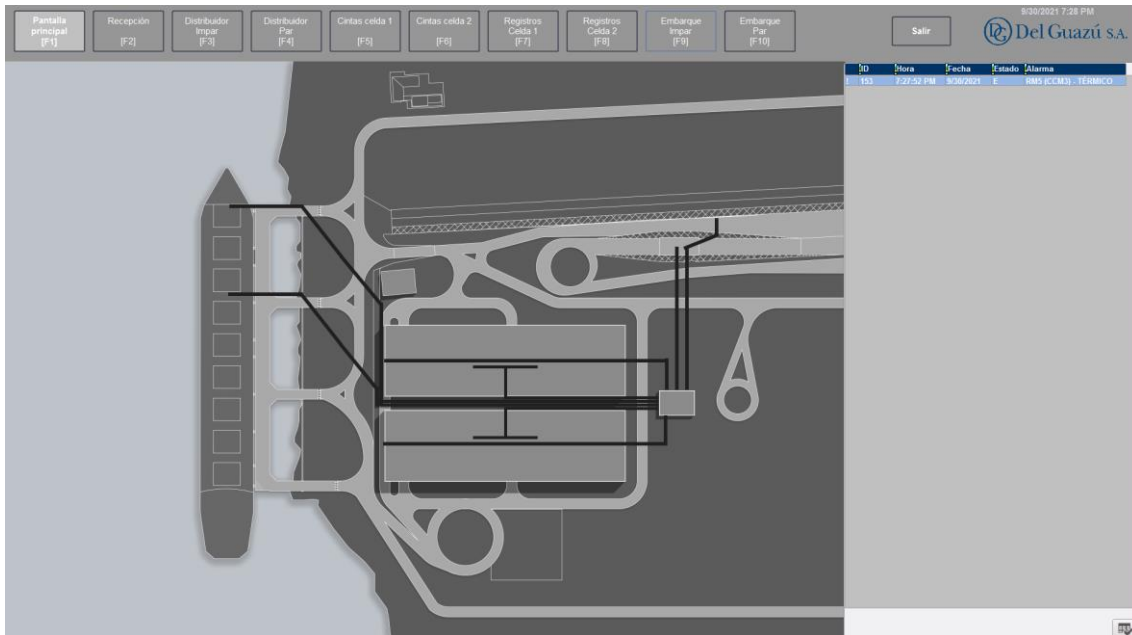 Pantalla
principal
[F1]
Recepción
[F2]
Distribuidor
Impar
[F3]
Distribuidor
Par
[F4]
Cintas celda 1
[F5]
Cintas celda 2
[F6]
Registros
Celda 1
[F7]
Registros
Celda 2
[F8]
Embarque
Impar
[F9]
Embarque
Par
[F10]
Salir
9/30/2021 7:28 PM
DG Del Guazú S.A.
ID Hora Fecha Estado Alarma
153 7:27:52 PM 9/30/2021 E RM5 (CCM3) - TÉRMICO